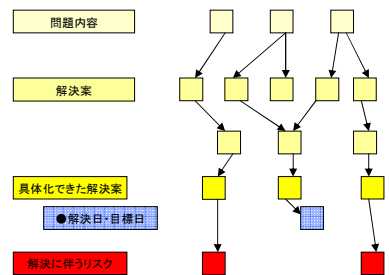 問題内容
解決案
具体化できた解決案
●解決日・目標日
解決に伴うリスク